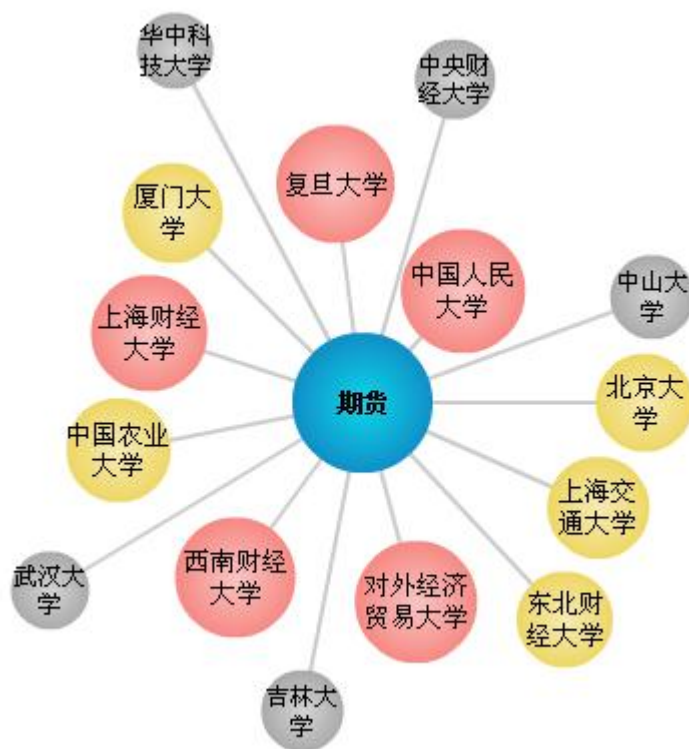 华中科
技大学
中央财
经大学
复旦大学
厦门大
学
中国人民
大学
中山大
学
上海财经
大学
期货
北京大
学
中国农业
大学
上海交
通大学
武汉大
学
西南财经
大学
对外经济
贸易大学
东北财
经大学
吉林大
学